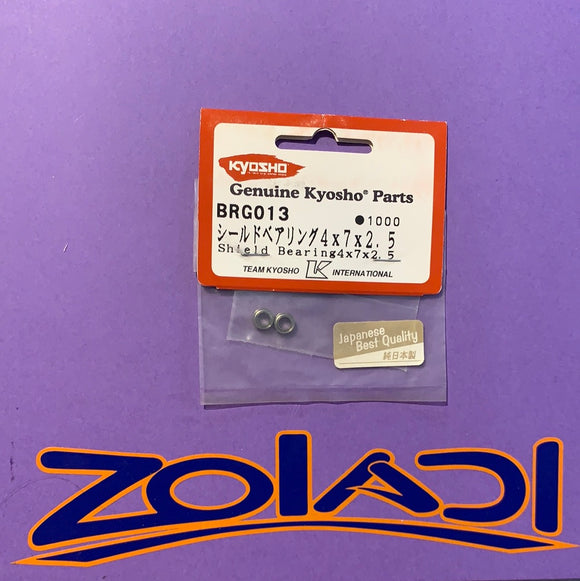 KYOSHO
Genuine Kyosho® Parts
BRG013 ●1000
シールドベアリング4x7x2.5
Shield Bearing4x7x2.5
TEAM KYOSHO K INTERNATIONAL
Japanese
Best Quality
純日本製
ZOIADI